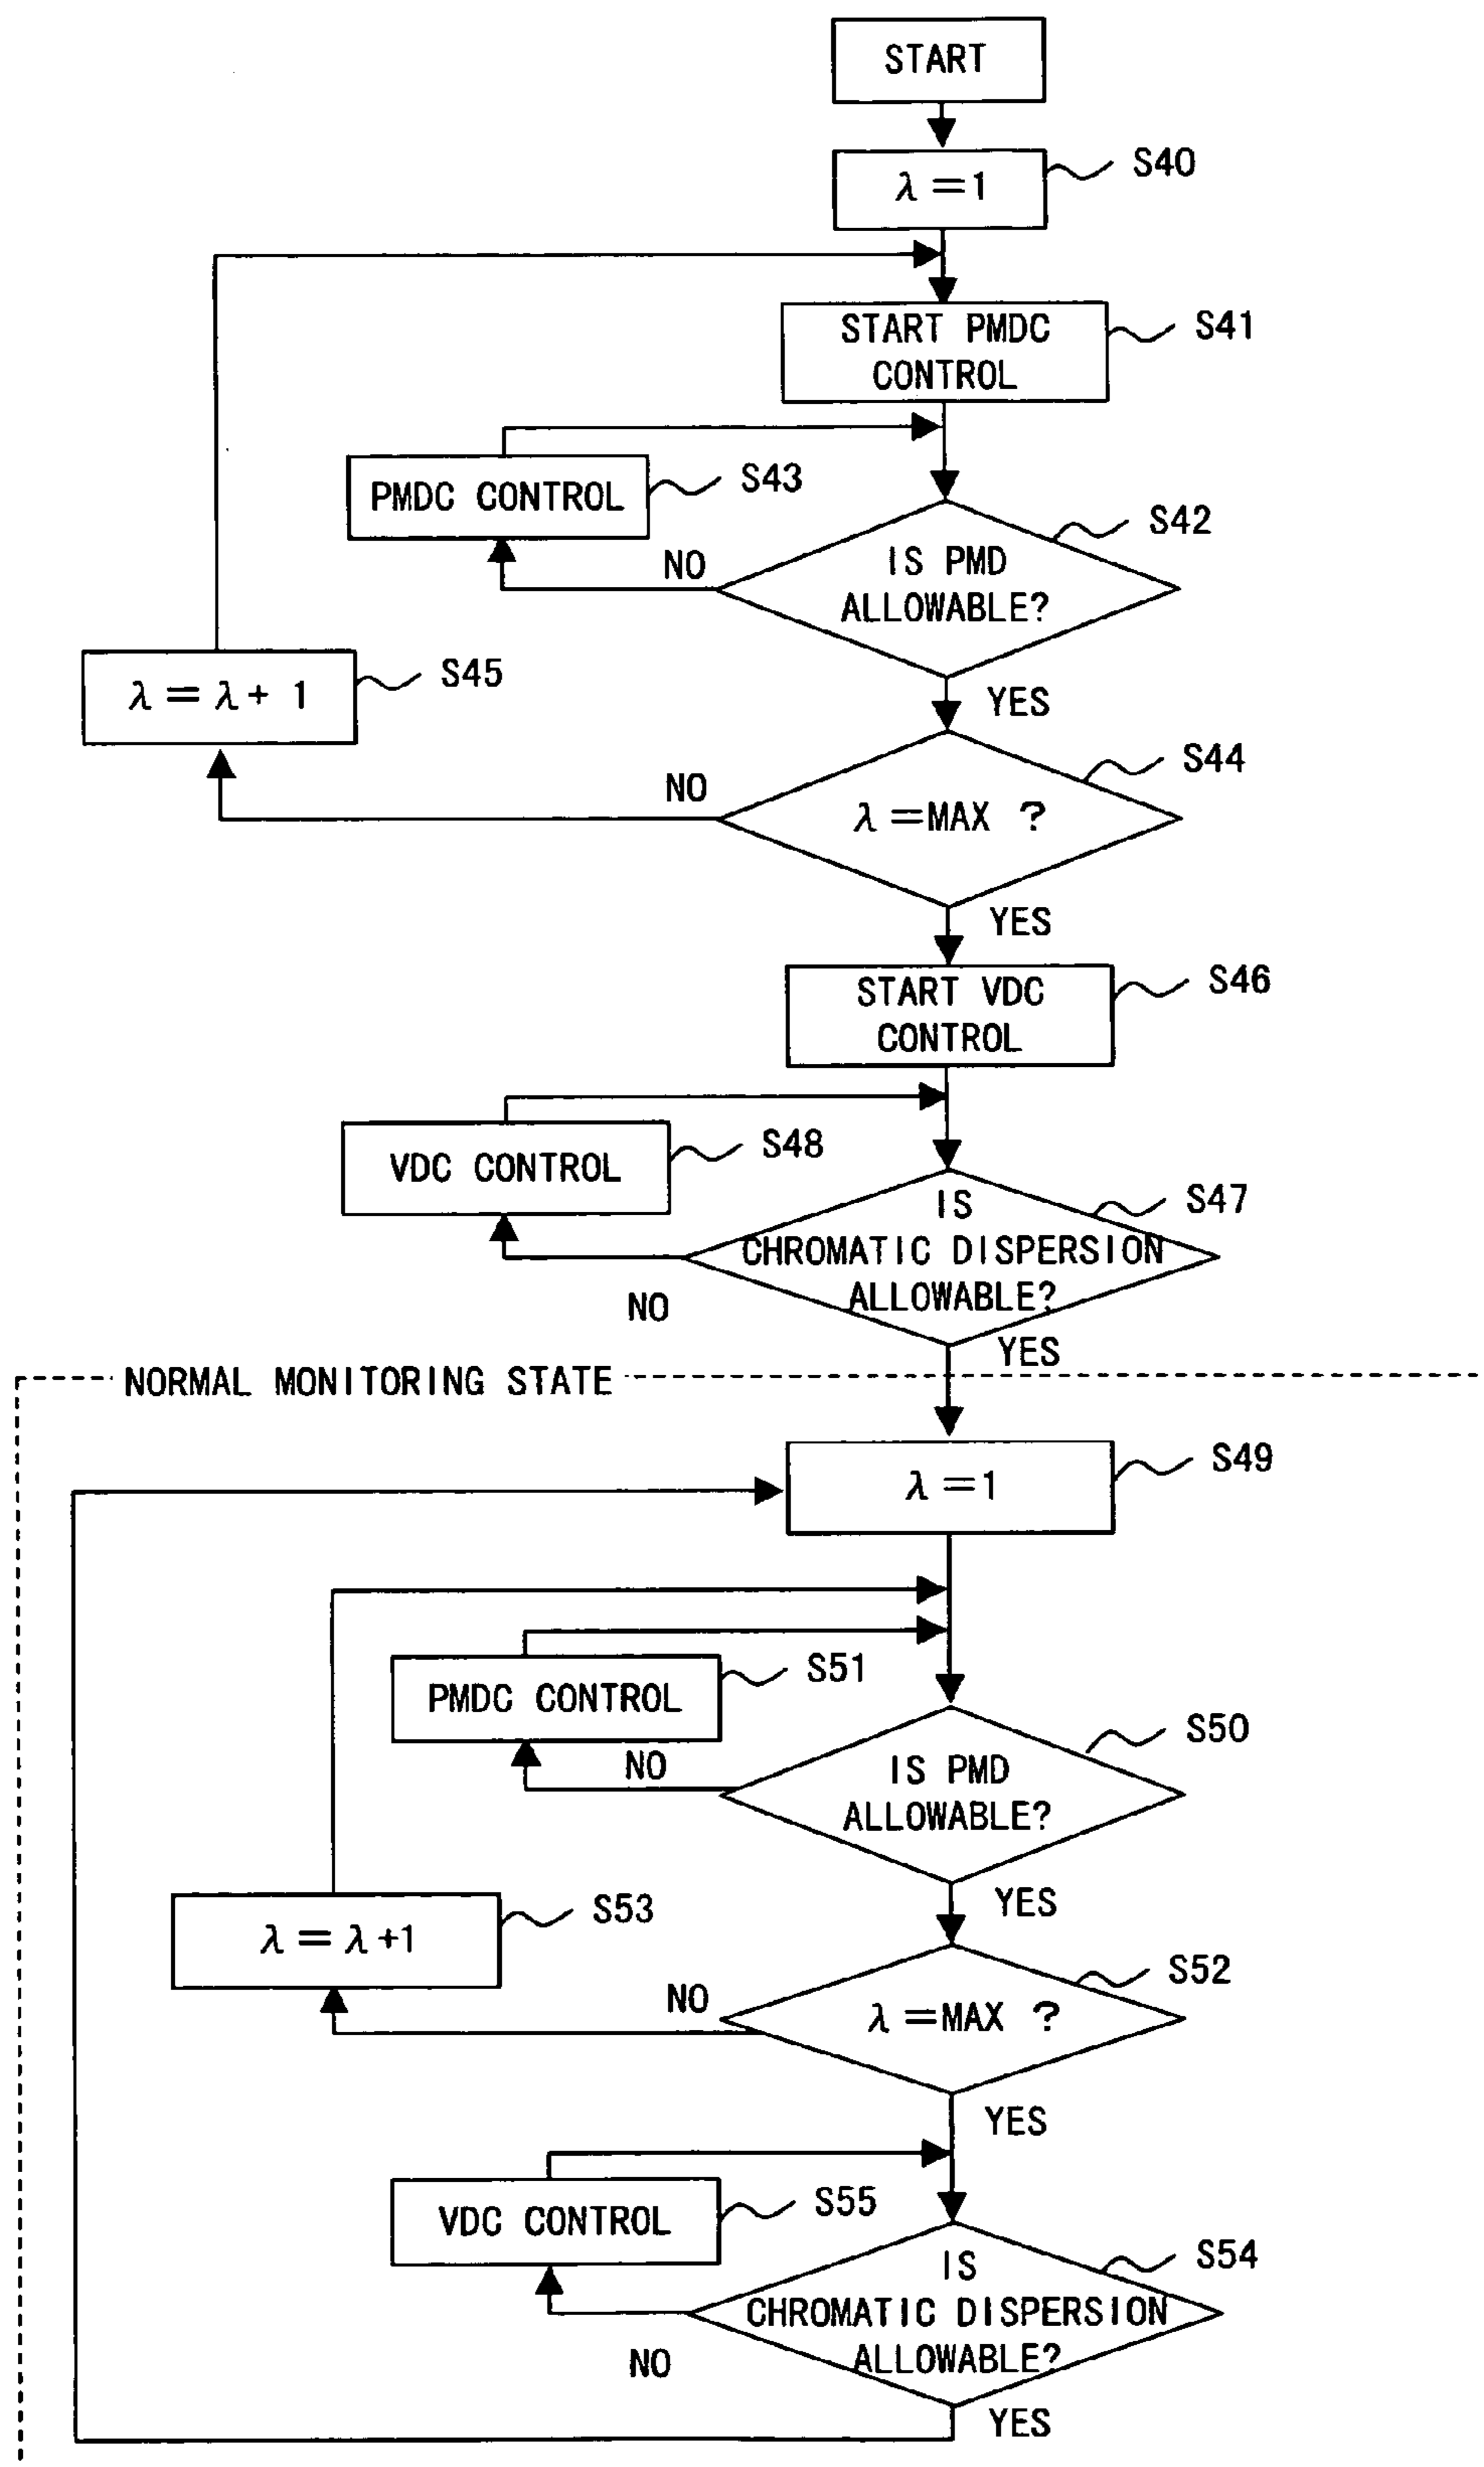 START
λ=1
S40
START PMDC
CONTROL
S41
PMDC CONTROL
S43
IS PMD
ALLOWABLE?
S42
NO
YES
λ=λ+ 1
S45
λ=MAX ?
S44
NO
YES
START VDC
CONTROL
S46
VDC CONTROL
S48
IS
CHROMATIC DISPERSION
ALLOWABLE?
S47
NO
YES
NORMAL MONITORING STATE
λ=1
S49
PMDC CONTROL
S51
IS PMD
ALLOWABLE?
S50
NO
YES
λ=λ+1
S53
λ=MAX ?
S52
NO
YES
VDC CONTROL
S55
IS
CHROMATIC DISPERSION
ALLOWABLE?
S54
NO
YES